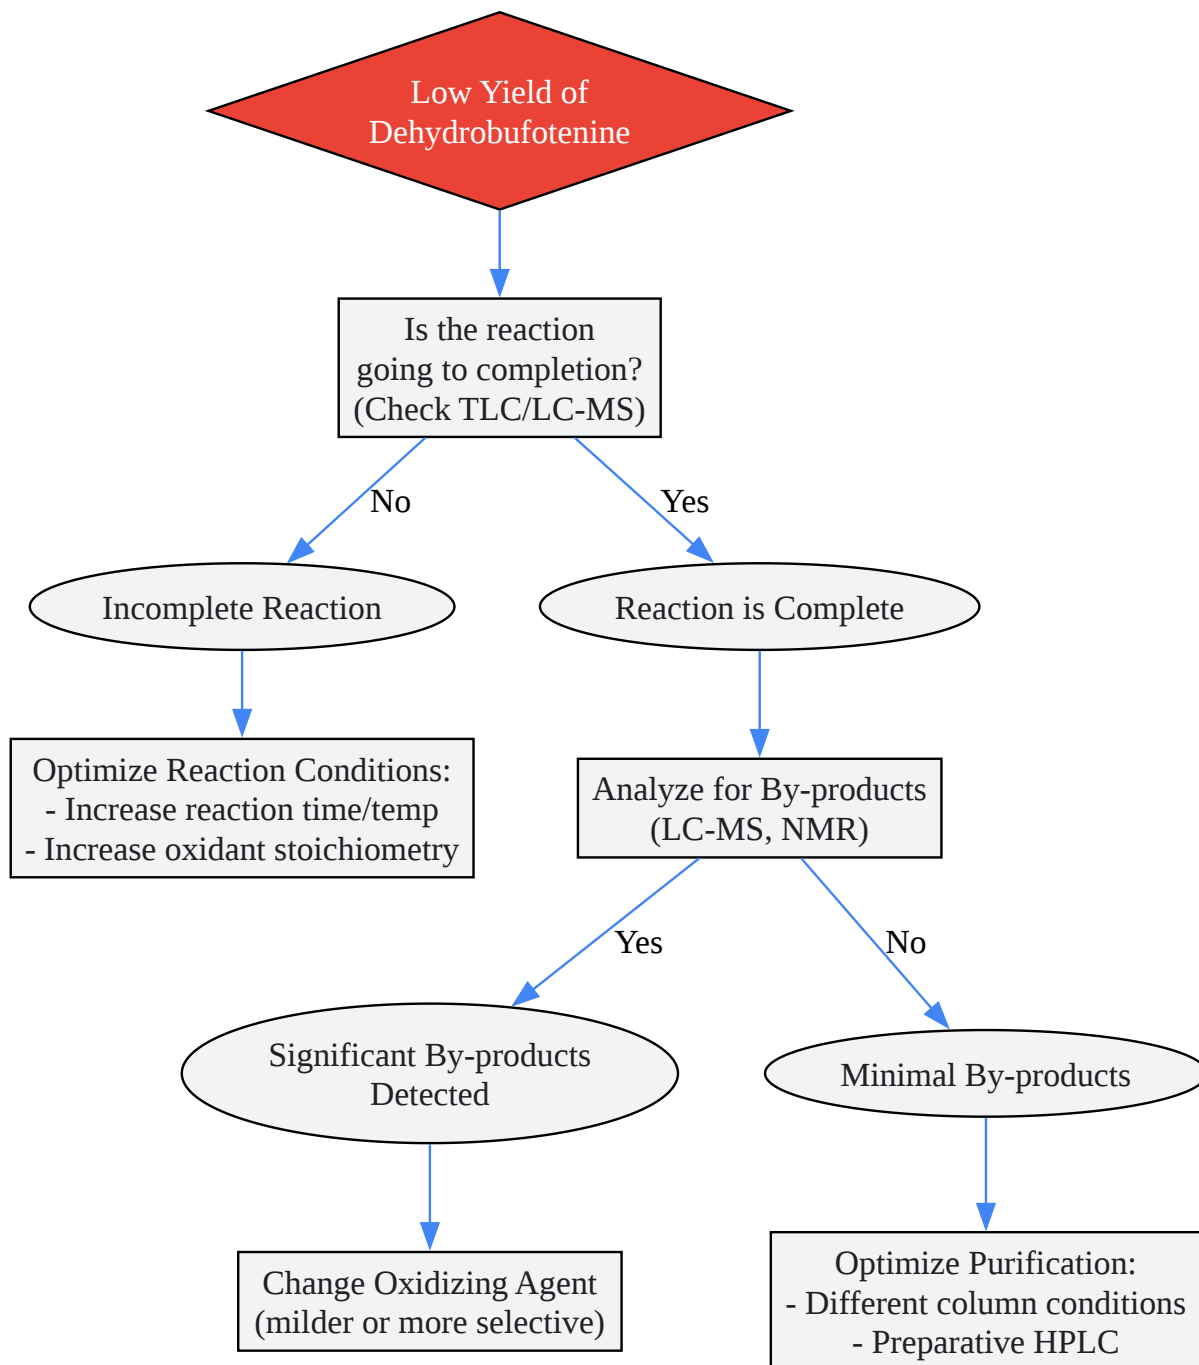 Low Yield of
Dehydrobufotenine
Is the reaction
going to completion?
(Check TLC/LC-MS)
No
Yes
Incomplete Reaction
Reaction is Complete
Optimize Reaction Conditions:
- Increase reaction time/temp
- Increase oxidant stoichiometry
Analyze for By-products
(LC-MS, NMR)
Yes
No
Significant By-products
Detected
Minimal By-products
Change Oxidizing Agent
(milder or more selective)
Optimize Purification:
- Different column conditions
- Preparative HPLC